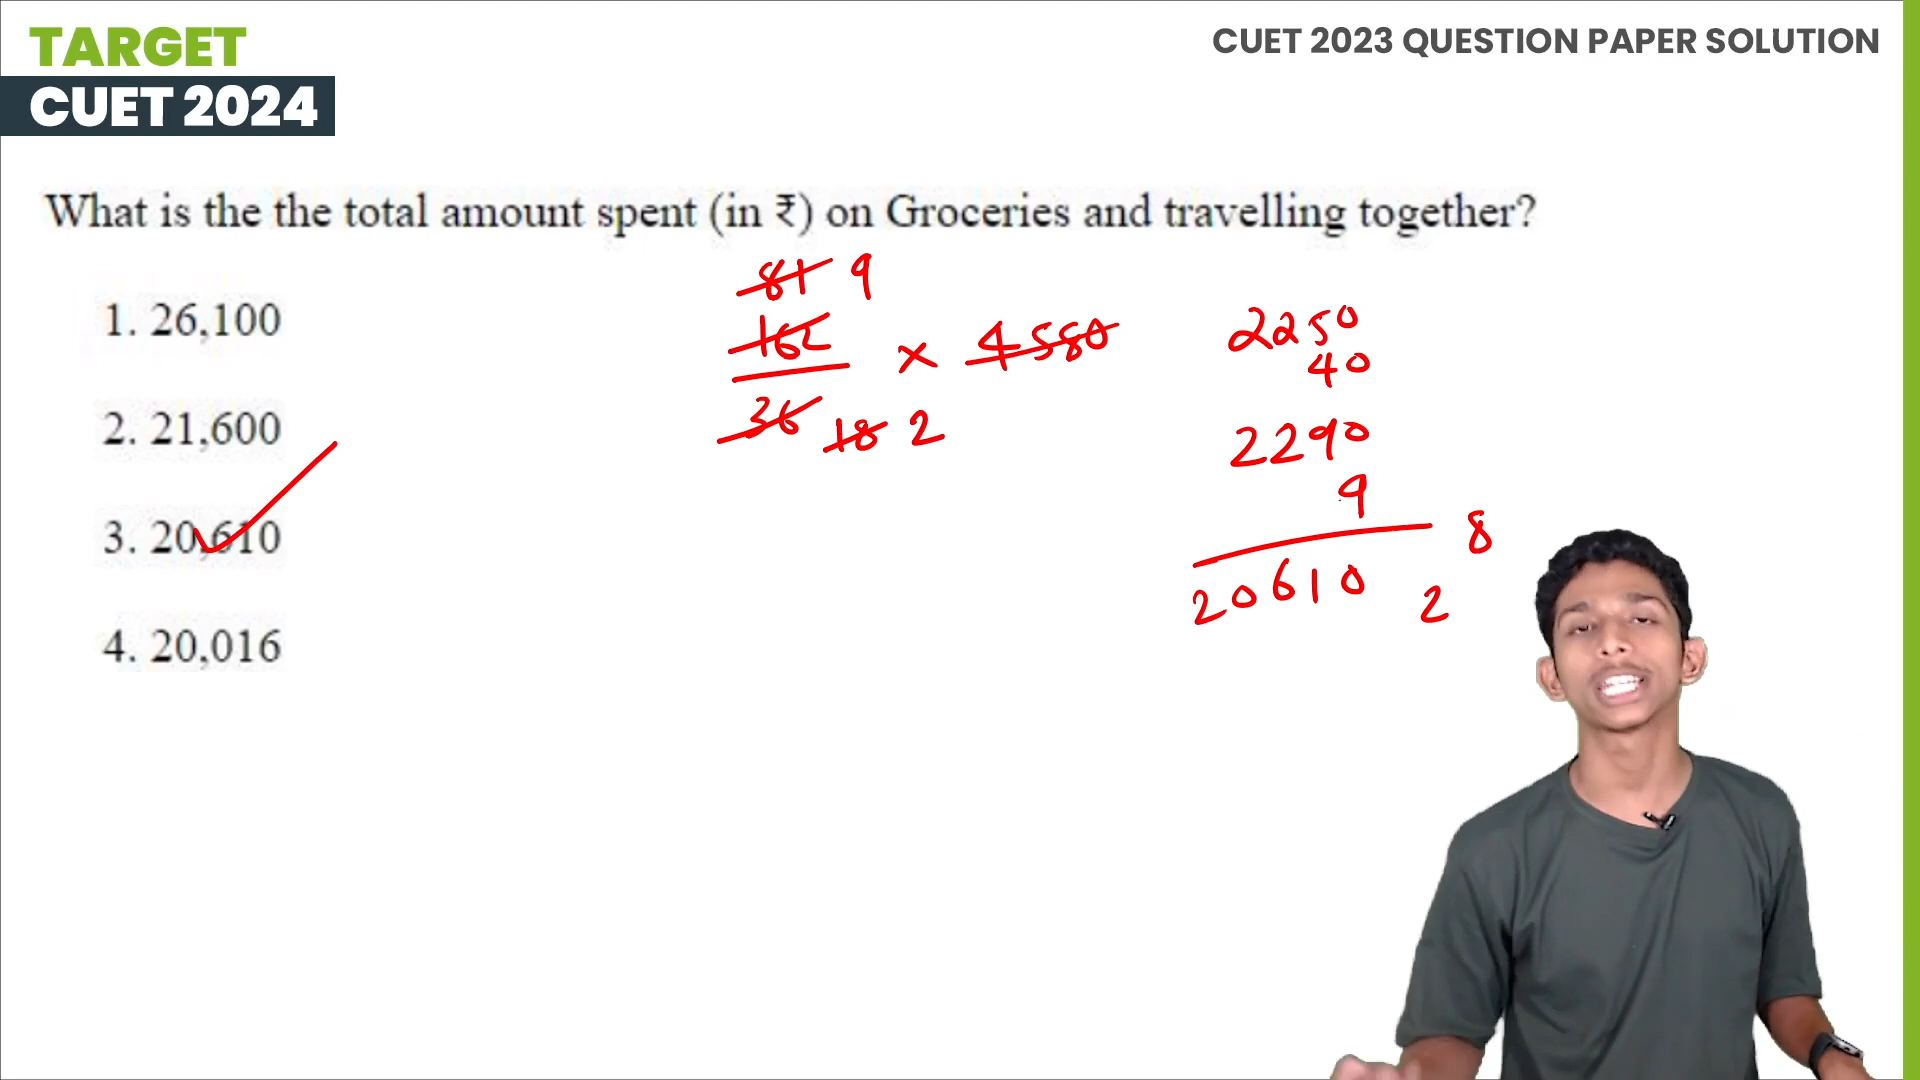 TARGET
CUET 2024
CUET 2023 QUESTION PAPER SOLUTION
What is the the total amount spent (in ₹) on Groceries and travelling together?
1. 26,100
2. 21,600
3. 20,610
4. 20,016
81 9
162
× 4580
36 18 2
2250
40
2290
9
8
20610 2